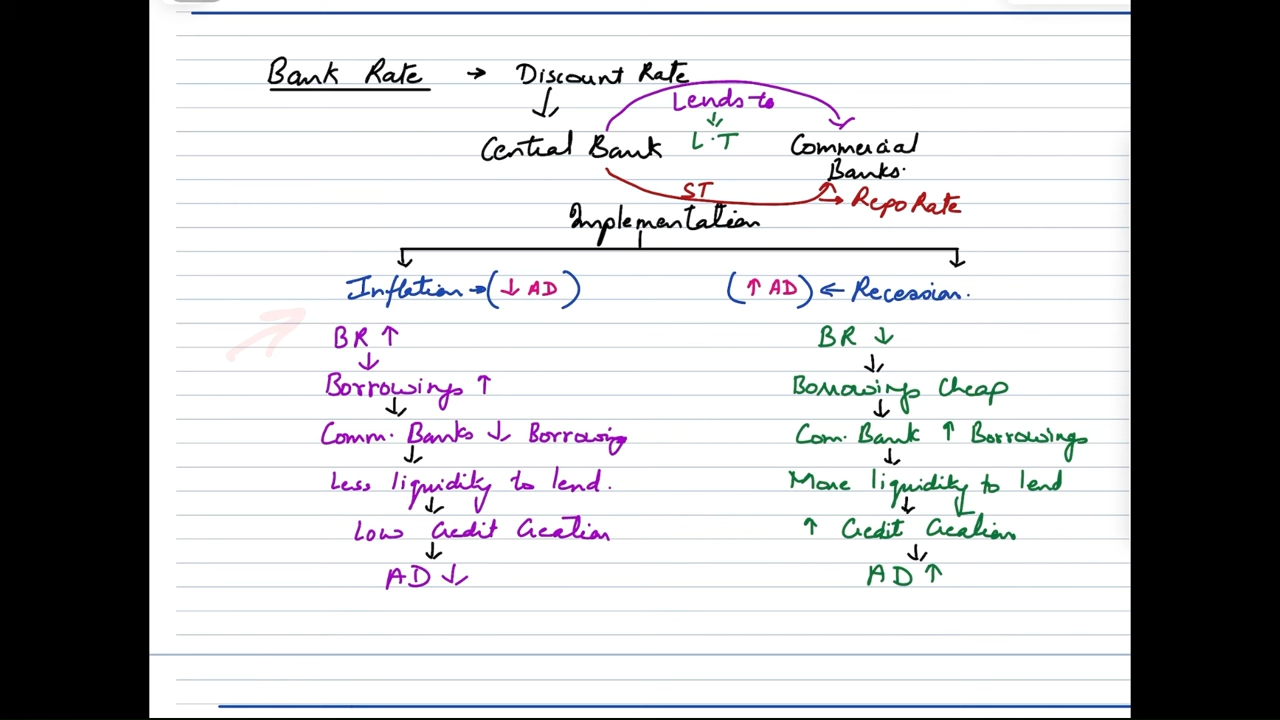 Bank Rate → Discount Rate
↓
Lends to
↓
Central Bank L.T Commercial
Banks.
ST → Repo Rate
Implementation
Inflation → (↓ AD) (↑ AD) ← Recession.
BR ↑ BR ↓
↓ ↓
Borrowings ↑ Borrowings Cheap
↓ ↓
Comm. Banks ↓ Borrowing Com. Bank ↑ Borrowings
↓ ↓
Less liquidity to lend. More liquidity to lend
↓ ↓
Low Credit Creation ↑ Credit Creation
↓ ↓
AD ↓ AD ↑